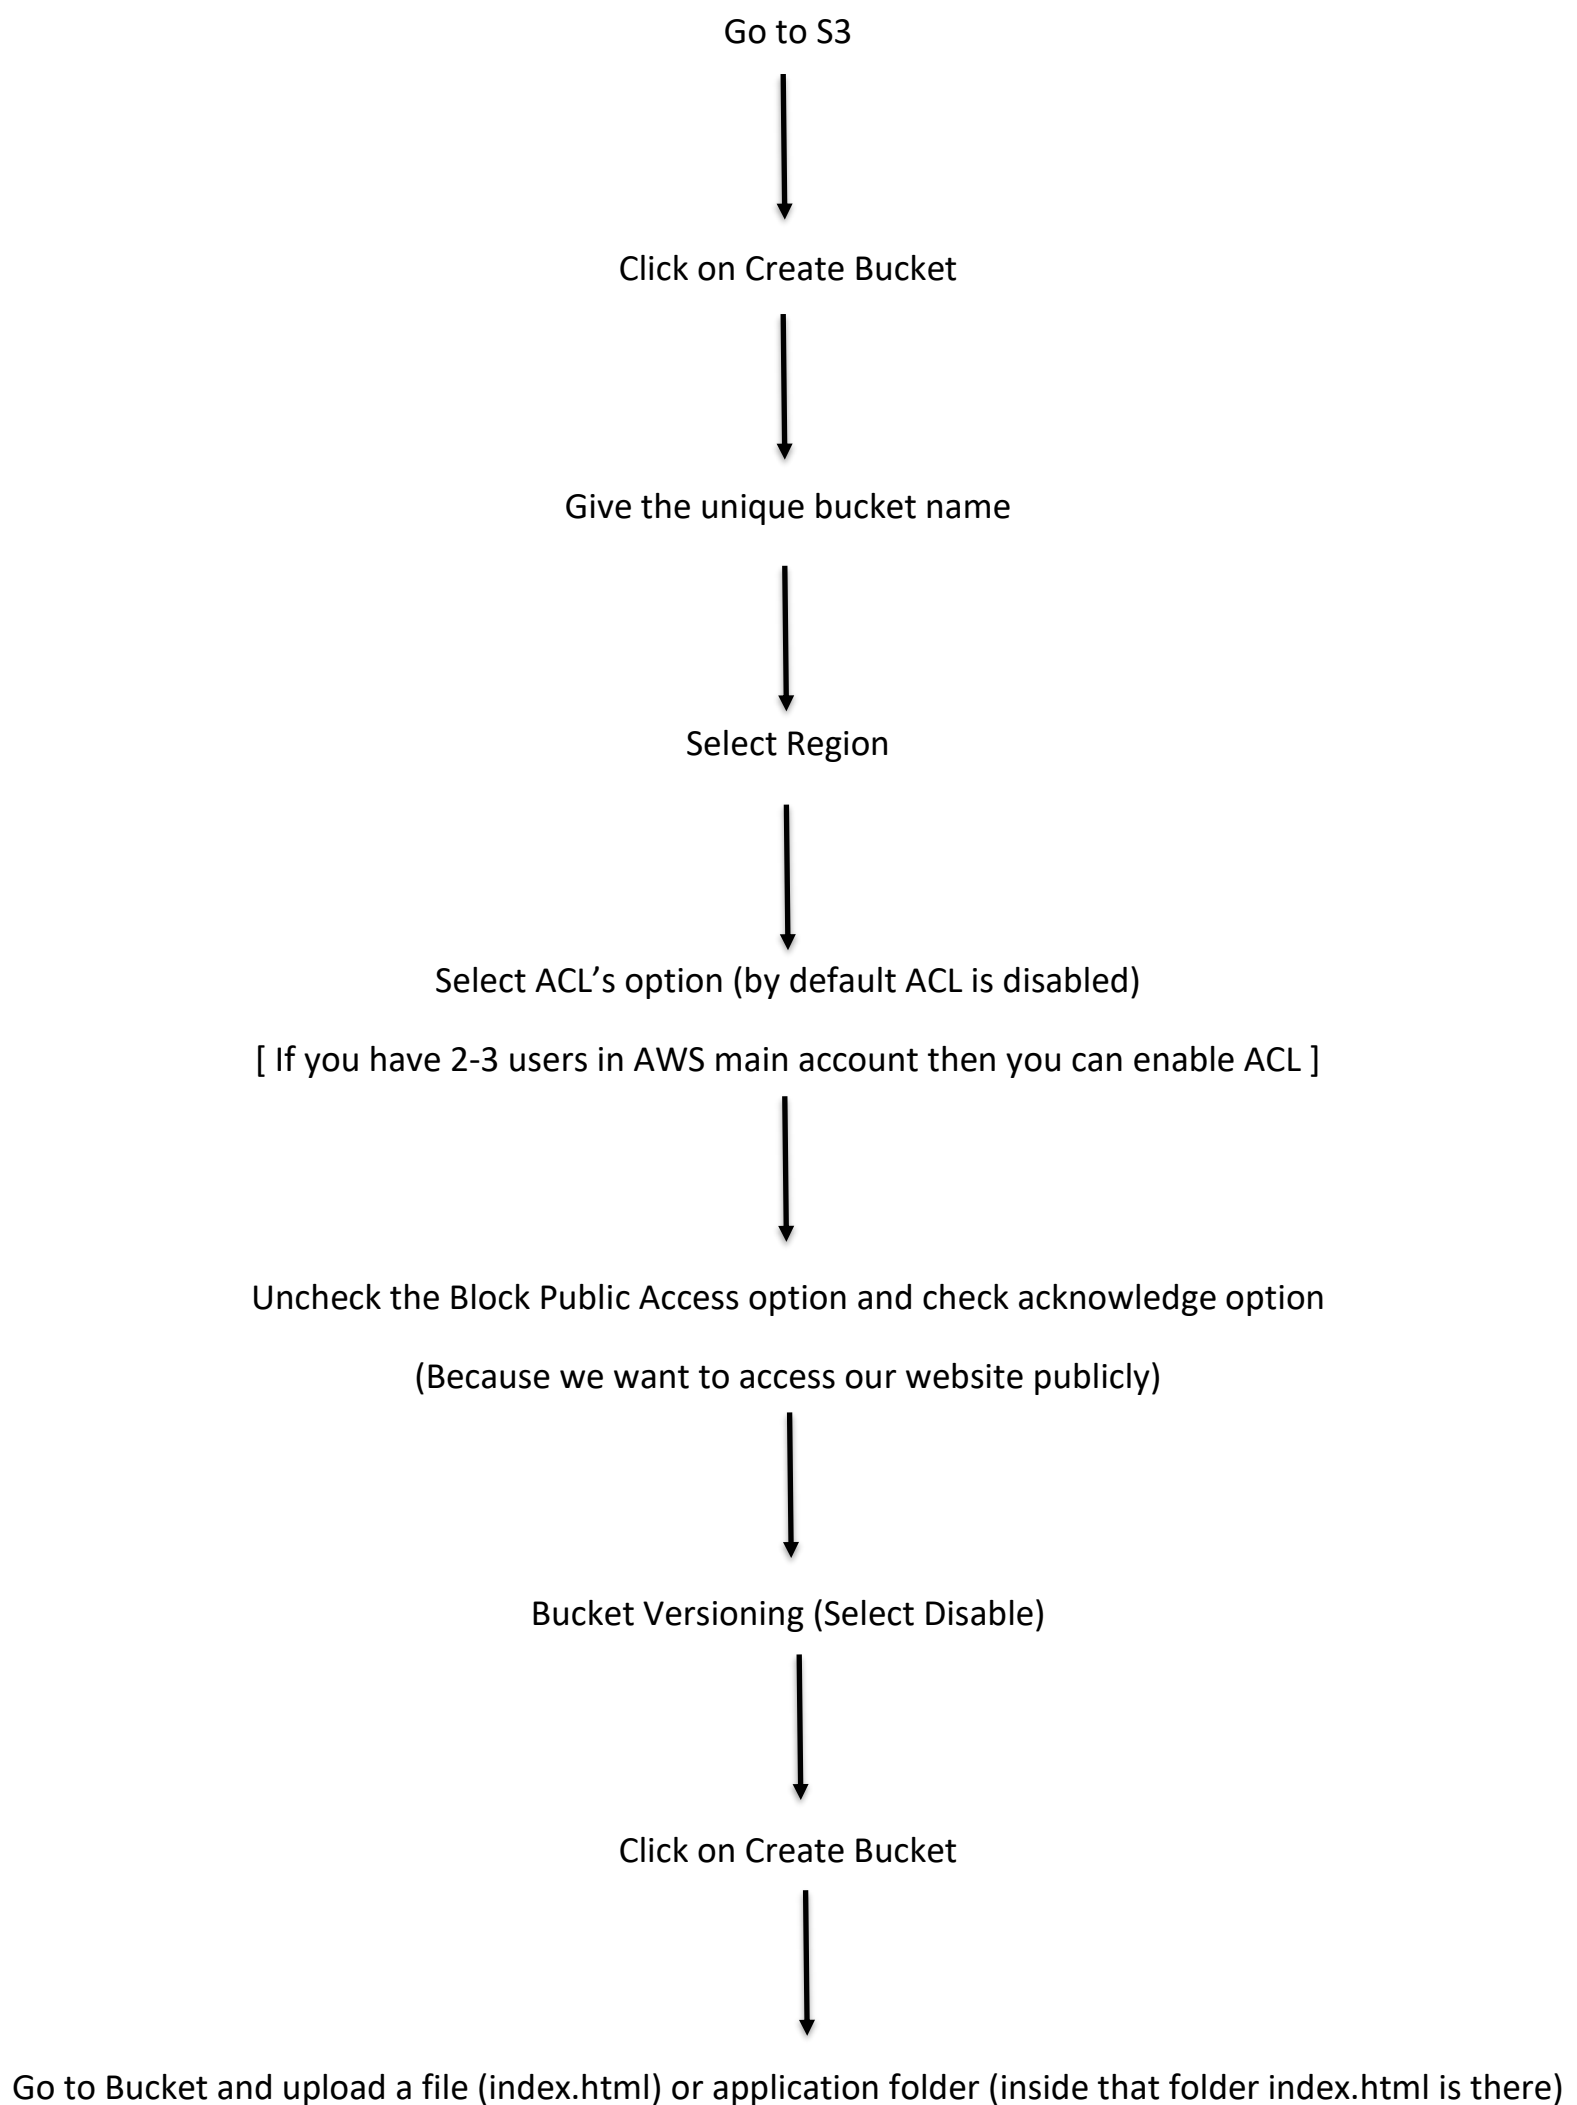 Go to S3
Click on Create Bucket
Give the unique bucket name
Select Region
Select ACL’s option (by default ACL is disabled)
[ If you have 2-3 users in AWS main account then you can enable ACL ]
Uncheck the Block Public Access option and check acknowledge option
(Because we want to access our website publicly)
Bucket Versioning (Select Disable)
Click on Create Bucket
Go to Bucket and upload a file (index.html) or application folder (inside that folder index.html is there)